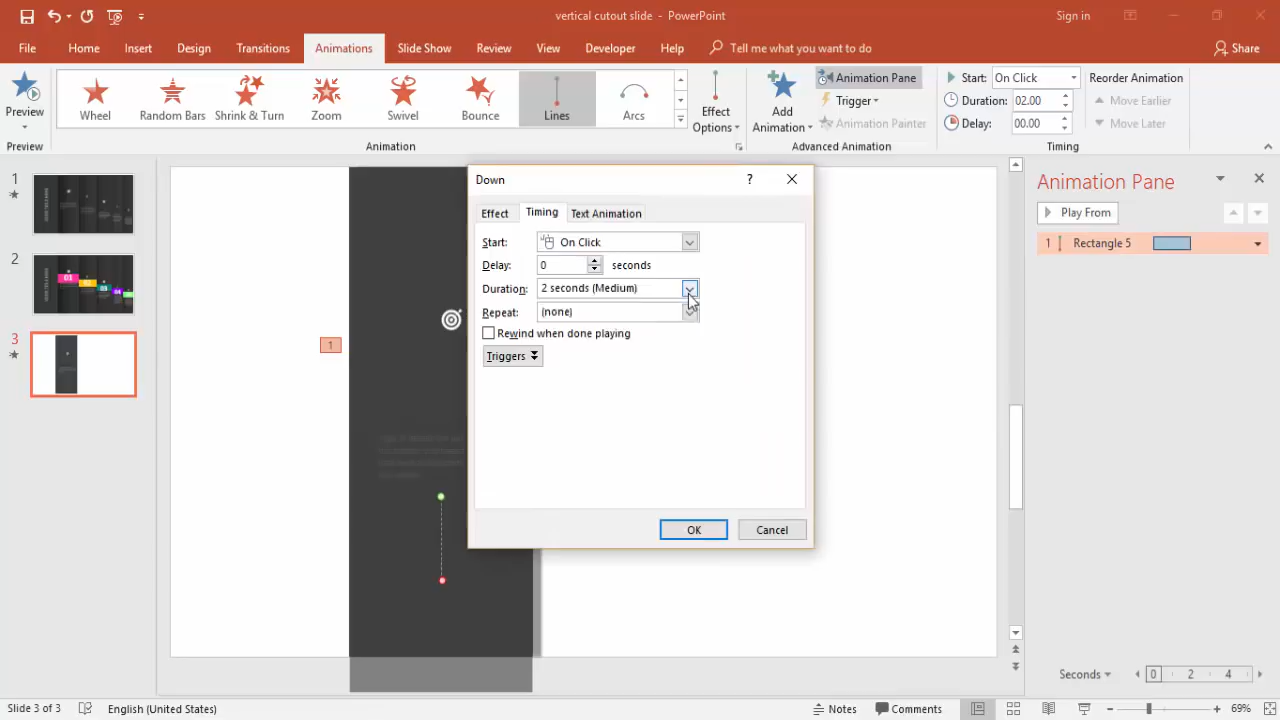 vertical cutout slide - PowerPoint
Sign in
File
Home
Insert
Design
Transitions
Animations
Slide Show
Review
View
Developer
Help
Tell me what you want to do
Share
Preview
Wheel
Random Bars
Shrink & Turn
Zoom
Swivel
Bounce
Lines
Arcs
Effect
Options
Add
Animation
Animation Pane
Trigger
Animation Painter
Start: On Click
Duration: 02.00
Delay: 00.00
Reorder Animation
Move Earlier
Move Later
Preview
Animation
Advanced Animation
Timing
1
2
01
02
03
04
3
1
Down
?
Effect
Timing
Text Animation
Start: On Click
Delay: 0 seconds
Duration: 2 seconds (Medium)
Repeat: (none)
Rewind when done playing
Triggers
OK
Cancel
Animation Pane
Play From
1 Rectangle 5
Seconds
0
2
4
Slide 3 of 3
English (United States)
Notes
Comments
69%